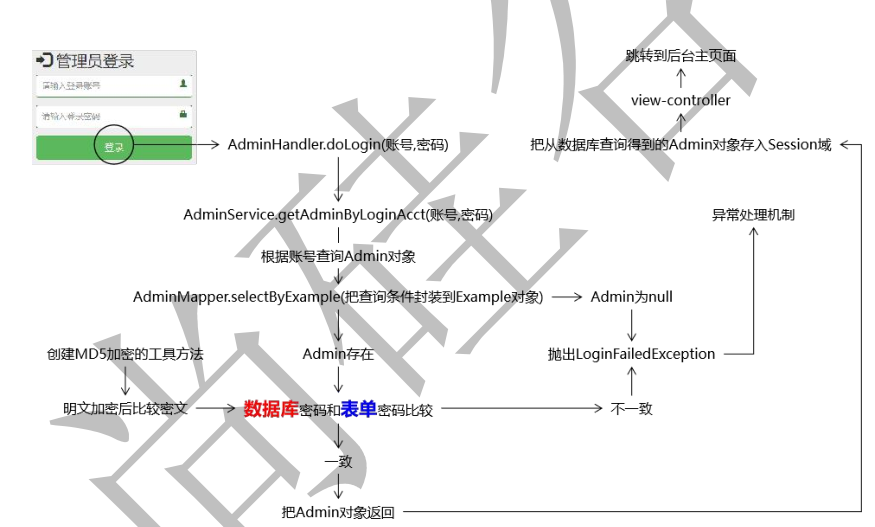 管理员登录
请输入登录账号
请输入登录密码
登录
AdminHandler.doLogin(账号,密码)
AdminService.getAdminByLoginAcct(账号,密码)
根据账号查询Admin对象
AdminMapper.selectByExample(把查询条件封装到Example对象)
Admin为null
创建MD5加密的工具方法
Admin存在
抛出LoginFailedException
明文加密后比较密文
数据库密码和表单密码比较
不一致
一致
把Admin对象返回
跳转到后台主页面
view-controller
把从数据库查询得到的Admin对象存入Session域
异常处理机制
尚硅谷